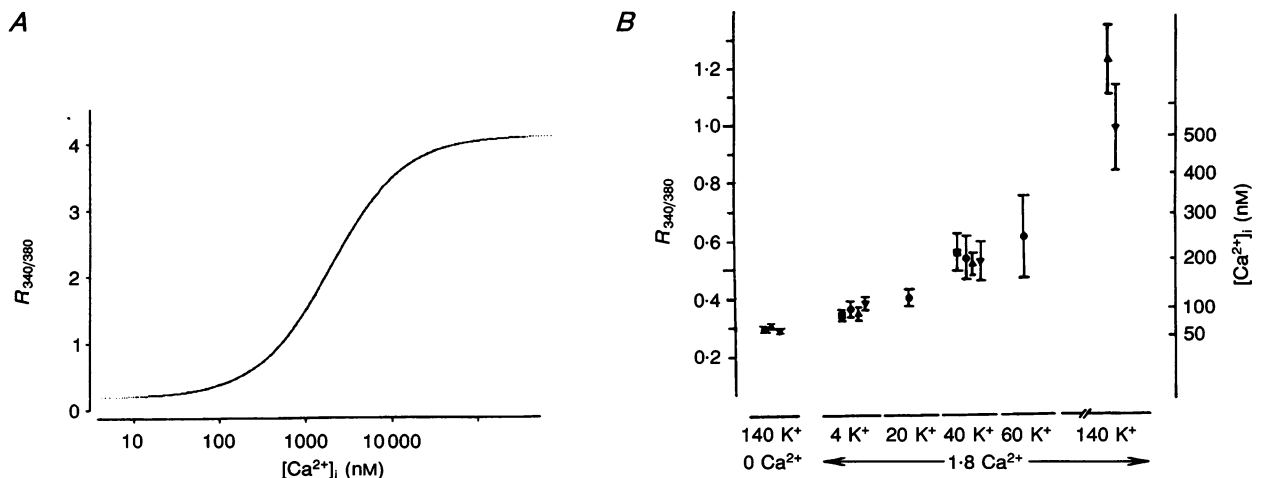 A
R340/380
4
3
2
1
0
10 100 1000 10 000
[Ca²⁺]ᵢ (nM)
B
R340/380
1·2
1·0
0·8
0·6
0·4
0·2
500
400
300
200
100
50
[Ca²⁺]ᵢ (nM)
140 K⁺ 4 K⁺ 20 K⁺ 40 K⁺ 60 K⁺ 140 K⁺
0 Ca²⁺ 1·8 Ca²⁺